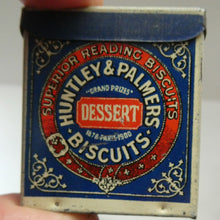 SUPERIOR READING BISCUITS
HUNTLEY & PALMERS
"GRAND PRIZES"
DESSERT
1878·PARIS·1900
BISCUITS